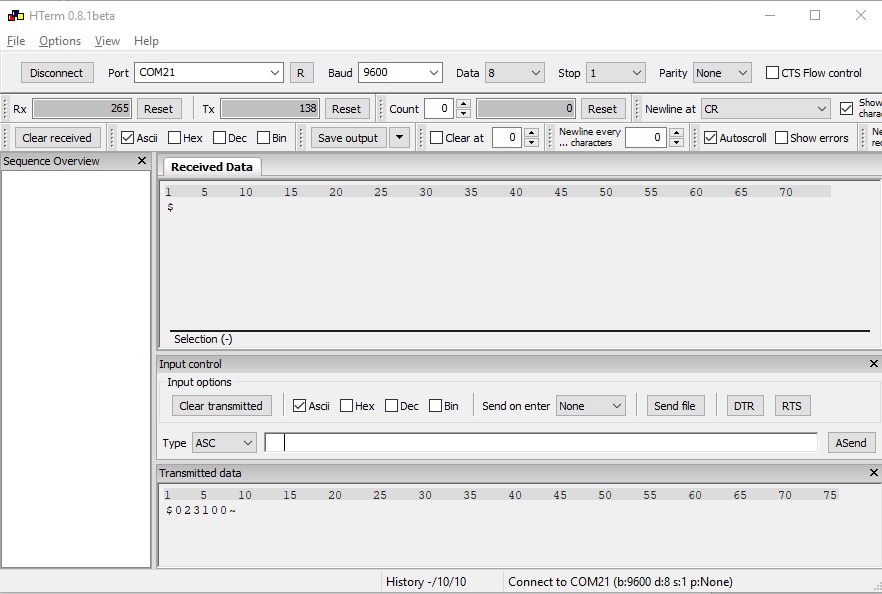 HTerm 0.8.1beta
File Options View Help
Disconnect Port COM21 R Baud 9600 Data 8 Stop 1 Parity None CTS Flow control
Rx 265 Reset Tx 138 Reset Count 0 0 Reset Newline at CR Show
Clear received Ascii Hex Dec Bin Save output Clear at 0 Newline every
... characters 0 Autoscroll Show errors
Sequence Overview
Received Data
1 5 10 15 20 25 30 35 40 45 50 55 60 65 70
$
Selection (-)
Input control
Input options
Clear transmitted Ascii Hex Dec Bin Send on enter None Send file DTR RTS
Type ASC ASend
Transmitted data
1 5 10 15 20 25 30 35 40 45 50 55 60 65 70 75
$023100~
History -/10/10 Connect to COM21 (b:9600 d:8 s:1 p:None)